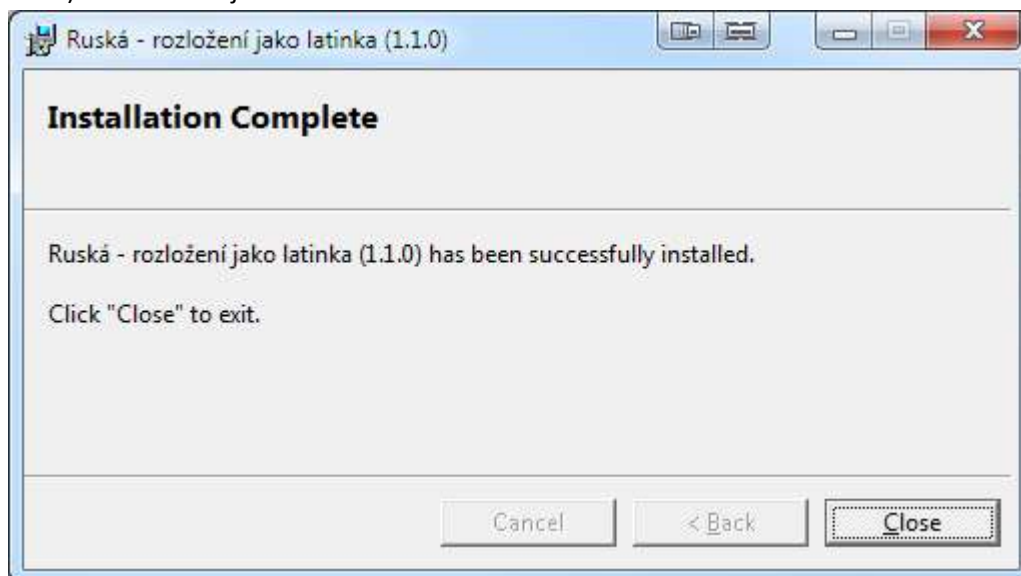 Ruská - rozložení jako latinka (1.1.0)
Installation Complete
Ruská - rozložení jako latinka (1.1.0) has been successfully installed.
Click "Close" to exit.
Cancel
< Back
Close